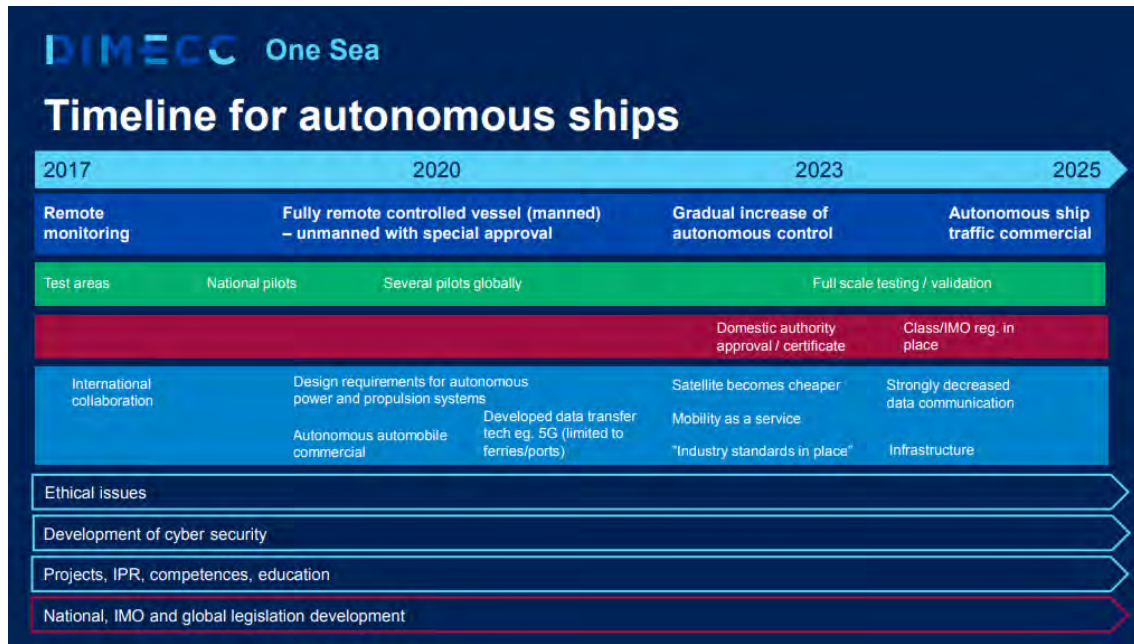 DIMECC One Sea
Timeline for autonomous ships
2017 2020 2023 2025
Remote
monitoring
Fully remote controlled vessel (manned)
– unmanned with special approval
Gradual increase of
autonomous control
Autonomous ship
traffic commercial
Test areas National pilots Several pilots globally Full scale testing / validation
Domestic authority
approval / certificate
Class/IMO reg. in
place
International
collaboration
Design requirements for autonomous
power and propulsion systems
Autonomous automobile
commercial
Developed data transfer
tech eg. 5G (limited to
ferries/ports)
Satellite becomes cheaper
Mobility as a service
"Industry standards in place"
Strongly decreased
data communication
Infrastructure
Ethical issues
Development of cyber security
Projects, IPR, competences, education
National, IMO and global legislation development